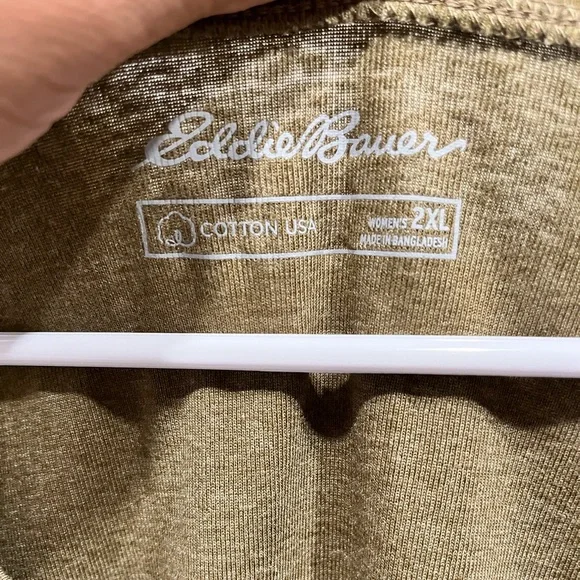 Eddie Bauer
COTTON USA
WOMEN'S 2XL
MADE IN BANGLADESH